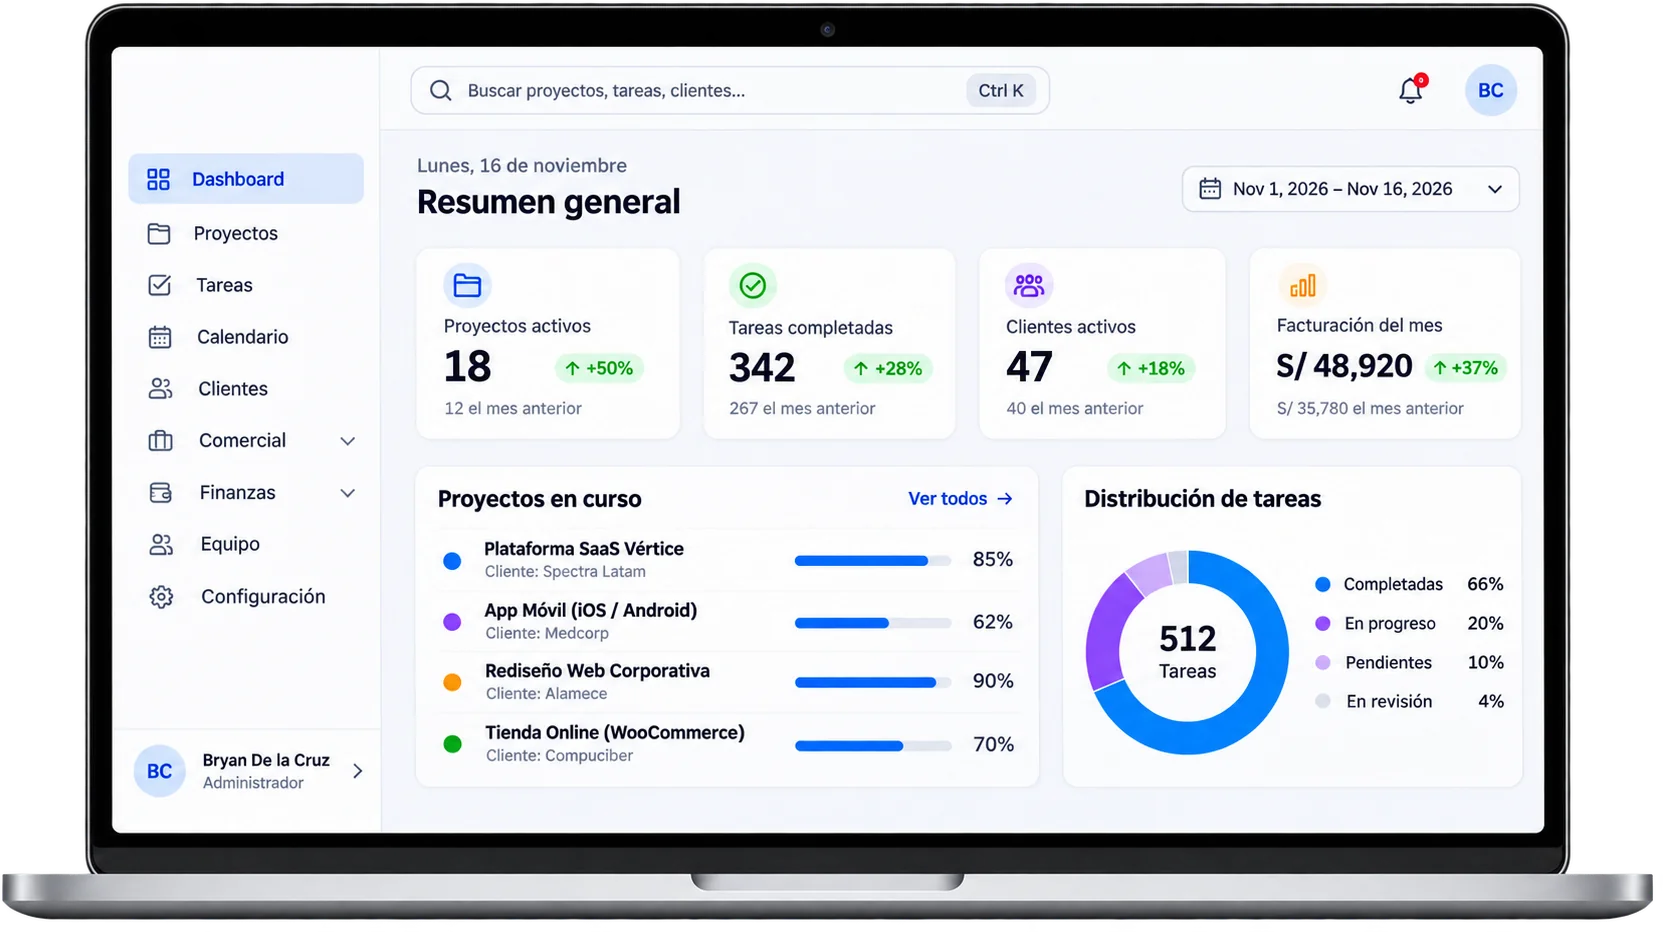 Buscar proyectos, tareas, clientes...
Ctrl K
BC
Dashboard
Proyectos
Tareas
Calendario
Clientes
Comercial
Finanzas
Equipo
Configuración
BC
Bryan De la Cruz
Administrador
Lunes, 16 de noviembre
Resumen general
Nov 1, 2026 – Nov 16, 2026
Proyectos activos
18
+50%
12 el mes anterior
Tareas completadas
342
+28%
267 el mes anterior
Clientes activos
47
+18%
40 el mes anterior
Facturación del mes
S/ 48,920
+37%
S/ 35,780 el mes anterior
Proyectos en curso
Ver todos →
Plataforma SaaS Vértice
Cliente: Spectra Latam
85%
App Móvil (iOS / Android)
Cliente: Medcorp
62%
Rediseño Web Corporativa
Cliente: Alamece
90%
Tienda Online (WooCommerce)
Cliente: Compuciber
70%
Distribución de tareas
512
Tareas
Completadas 66%
En progreso 20%
Pendientes 10%
En revisión 4%